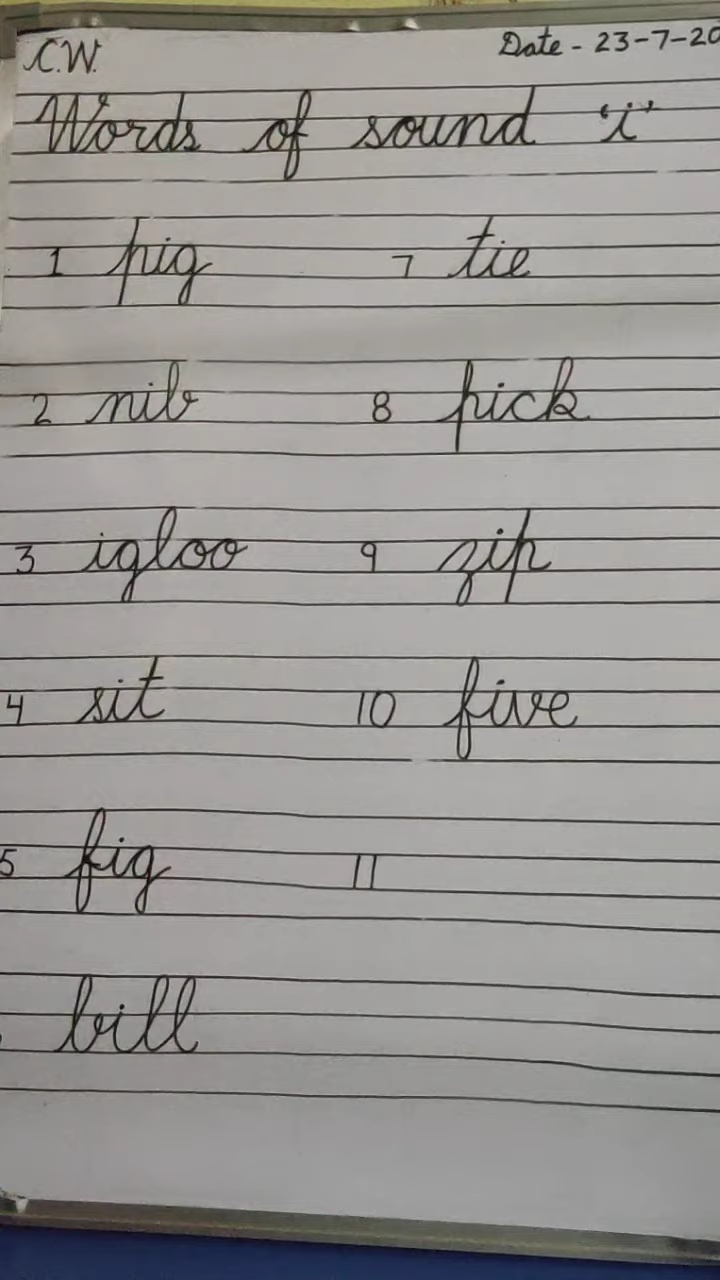 C.W.
Date - 23-7-20
Words of sound 'i'
1 pig 7 tie
2 nib 8 pick
3 igloo 9 zip
4 sit 10 five
5 fig 11
bill